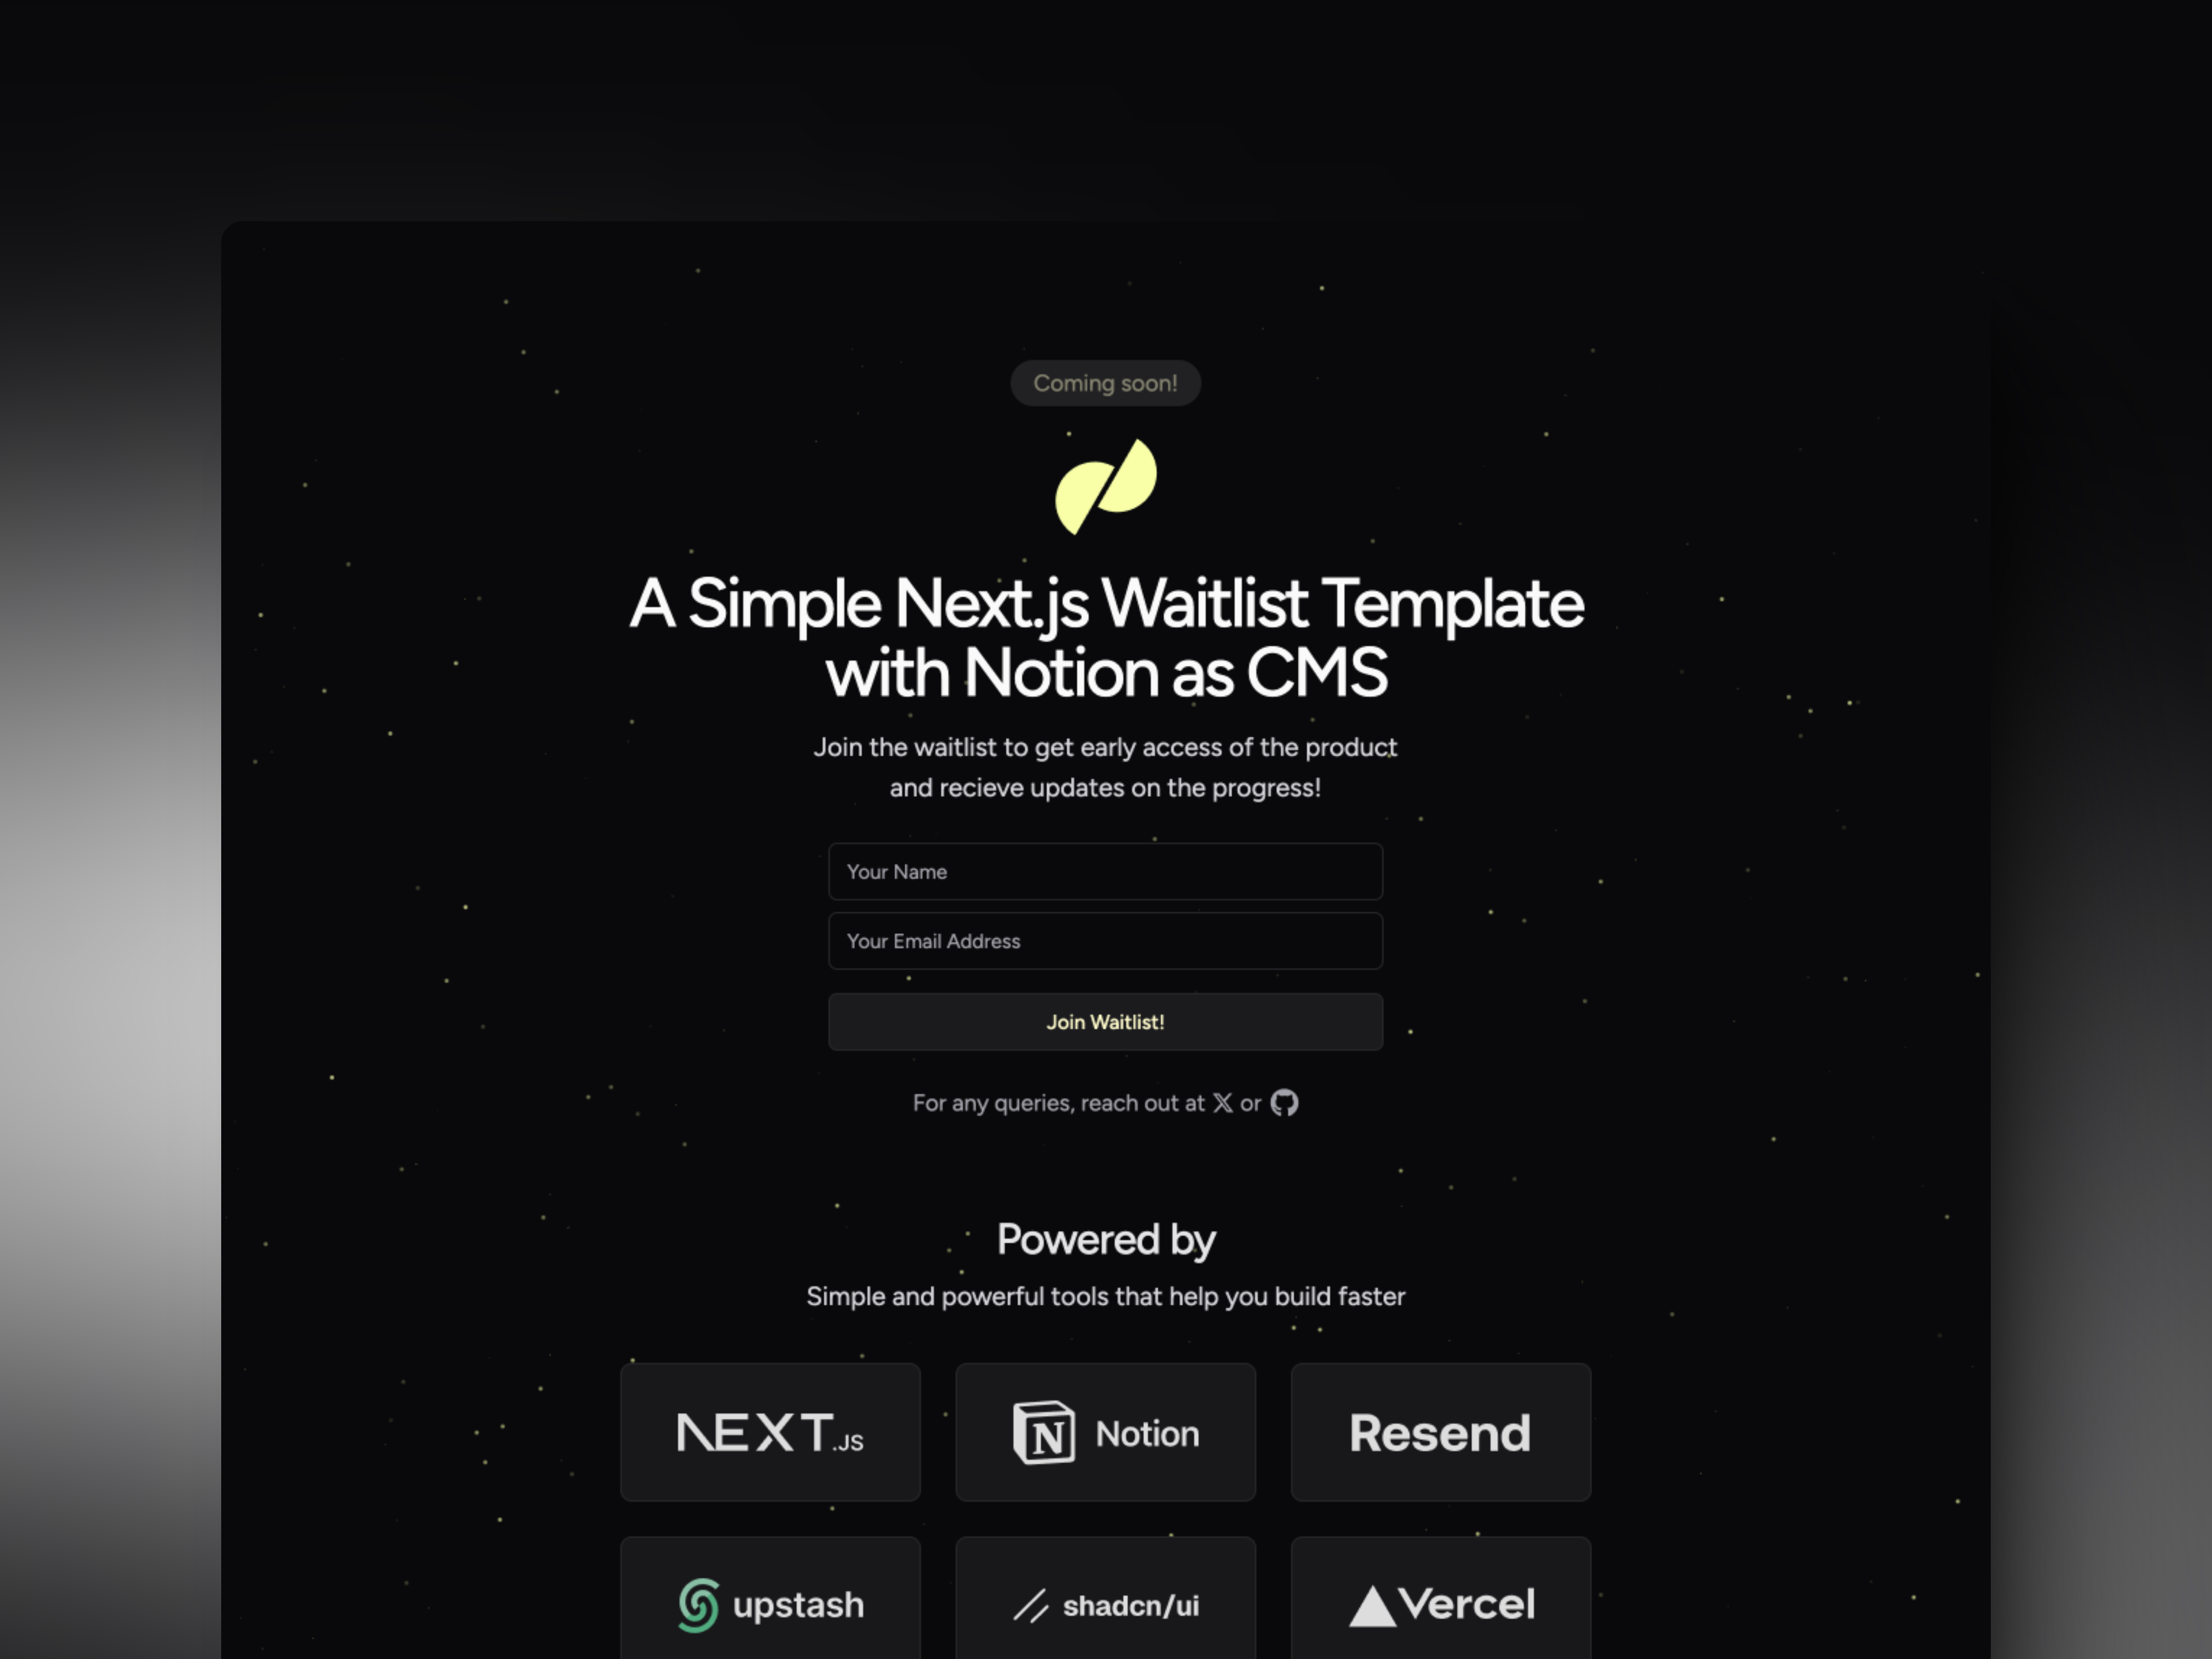 Coming soon!
A Simple Next.js Waitlist Template
with Notion as CMS
Join the waitlist to get early access of the product
and recieve updates on the progress!
Your Name
Your Email Address
Join Waitlist!
For any queries, reach out at X or
Powered by
Simple and powerful tools that help you build faster
NEXT.JS
Notion
Resend
upstash
shadcn/ui
Vercel